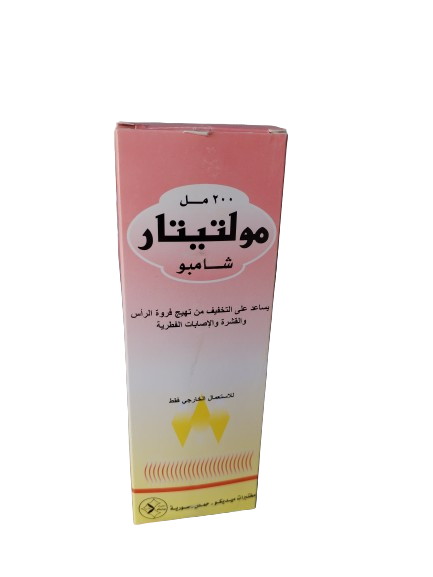 ٢٠٠ مل
مولتيتار
شامبو
يساعد على التخفيف من تهيج فروة الرأس
والقشرة والإصابات الفطرية
للاستعمال الخارجي فقط
مختبرات ميديكو، حمص، سورية